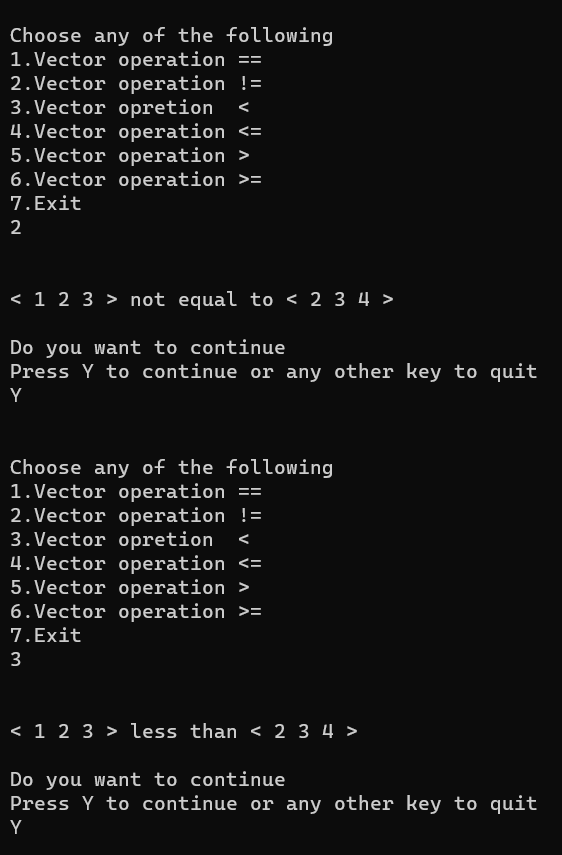 Choose any of the following
1.Vector operation ==
2.Vector operation !=
3.Vector opretion  <
4.Vector operation <=
5.Vector operation >
6.Vector operation >=
7.Exit
2
< 1 2 3 > not equal to < 2 3 4 >
Do you want to continue
Press Y to continue or any other key to quit
Y
Choose any of the following
1.Vector operation ==
2.Vector operation !=
3.Vector opretion  <
4.Vector operation <=
5.Vector operation >
6.Vector operation >=
7.Exit
3
< 1 2 3 > less than < 2 3 4 >
Do you want to continue
Press Y to continue or any other key to quit
Y